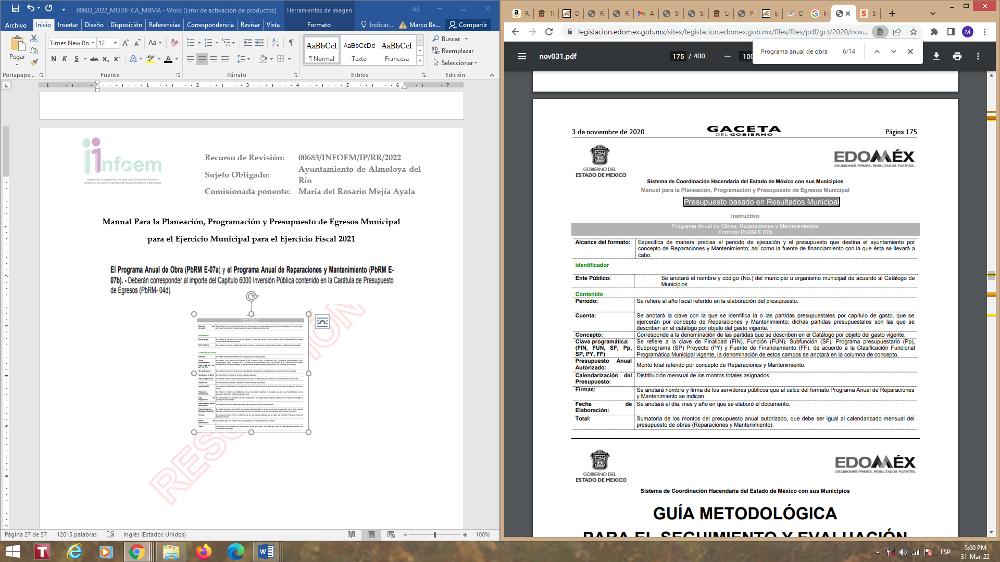 00683_2022_MODIFICA_MRMA - Word (Error de activación de productos)
Herramientas de imagen
Archivo
Inicio
Insertar
Diseño
Disposición
Referencias
Correspondencia
Revisar
Vista
Formato
Indicar...
Marco Be...
Compartir
Pegar
Times New Ro
12
Aa
N K S abc x₂ x²
AaBbCcI
AaBbCcDd
AaBbCcI
¶ Normal
Texto
Francesa
Buscar
Reemplazar
Seleccionar
Portapape...
Fuente
Párrafo
Estilos
Edición
infoem
Instituto de Transparencia, Acceso a la Información Pública y
Protección de Datos Personales del Estado de México y Municipios
Recurso de Revisión: 00683/INFOEM/IP/RR/2022
Sujeto Obligado: Ayuntamiento de Almoloya del
Río
Comisionada ponente: María del Rosario Mejía Ayala
Manual Para la Planeación, Programación y Presupuesto de Egresos Municipal
para el Ejercicio Municipal para el Ejercicio Fiscal 2021
El Programa Anual de Obra (PbRM E-07a) y el Programa Anual de Reparaciones y Mantenimiento (PbRM E-
07b). - Deberán corresponder al importe del Capítulo 6000 Inversión Pública contenido en la Carátula de Presupuesto
de Egresos (PbRM- 04d).
Página 27 de 57
12015 palabras
Inglés (Estados Unidos)
100%
legislacion.edomex.gob.mx/sites/legislacion.edomex.gob.mx/files/files/pdf/gct/2020/nov...
nov031.pdf
175 / 400
Programa anual de obra
6/14
3 de noviembre de 2020
GACETA
DEL GOBIERNO
Página 175
GOBIERNO DEL
ESTADO DE MÉXICO
EDOMÉX
DECISIONES FIRMES, RESULTADOS FUERTES.
Sistema de Coordinación Hacendaría del Estado de México con sus Municipios
Manual para la Planeación, Programación y Presupuesto de Egresos Municipal
Presupuesto basado en Resultados Municipal
Instructivo
Programa Anual de Obras, Reparaciones y Mantenimientos
Formato PbRM E 07b
Alcance del formato: Especifica de manera precisa el periodo de ejecución y el presupuesto que destina el ayuntamiento por
concepto de Reparaciones y Mantenimiento; así como la fuente de financiamiento con la que ésta se llevará a
cabo.
identificador
Ente Público: Se anotará el nombre y código (No.) del municipio u organismo municipal de acuerdo al Catálogo de
Municipios.
Contenido
Periodo: Se refiere al año fiscal referido en la elaboración del presupuesto.
Cuenta: Se anotará la clave con la que se identifica la o las partidas presupuestales por capítulo de gasto, que se
ejercerán por concepto de Reparaciones y Mantenimiento; dichas partidas presupuestales son las que se
describen en el catálogo por objeto del gasto vigente.
Concepto: Corresponde a la denominación de las partidas que se describen en el Catálogo por objeto del gasto vigente.
Clave programática: Se refiere a la clave de Finalidad (FIN), Función (FUN), Subfunción (SF), Programa presupuestario (Pp),
(FIN, FUN, SF, Pp, Subprograma (SP) Proyecto (PY) y Fuente de Financiamiento (FF), de acuerdo a la Clasificación Funcional
SP, PY, FF) Programática Municipal vigente, la denominación de estos campos se anotará en la columna de concepto.
Presupuesto Anual
Autorizado: Monto total referido por concepto de Reparaciones y Mantenimiento.
Calendarización del Distribución mensual de los montos totales asignados.
Presupuesto:
Firmas: Se anotará nombre y firma de los servidores públicos que al calce del formato Programa Anual de Reparaciones
y Mantenimiento se indican.
Fecha de Se anotará el día, mes y año en que se elaboró el documento.
Elaboración:
Total: Sumatoria de los montos del presupuesto anual autorizado, que debe ser igual al calendarizado mensual del
presupuesto de obras (Reparaciones y Mantenimiento).
GOBIERNO DEL
ESTADO DE MÉXICO
EDOMÉX
DECISIONES FIRMES, RESULTADOS FUERTES.
Sistema de Coordinación Hacendaría del Estado de México con sus Municipios
GUÍA METODOLÓGICA
PARA EL SEGUIMIENTO Y EVALUACIÓN
ESP
5:00 PM
31-Mar-22